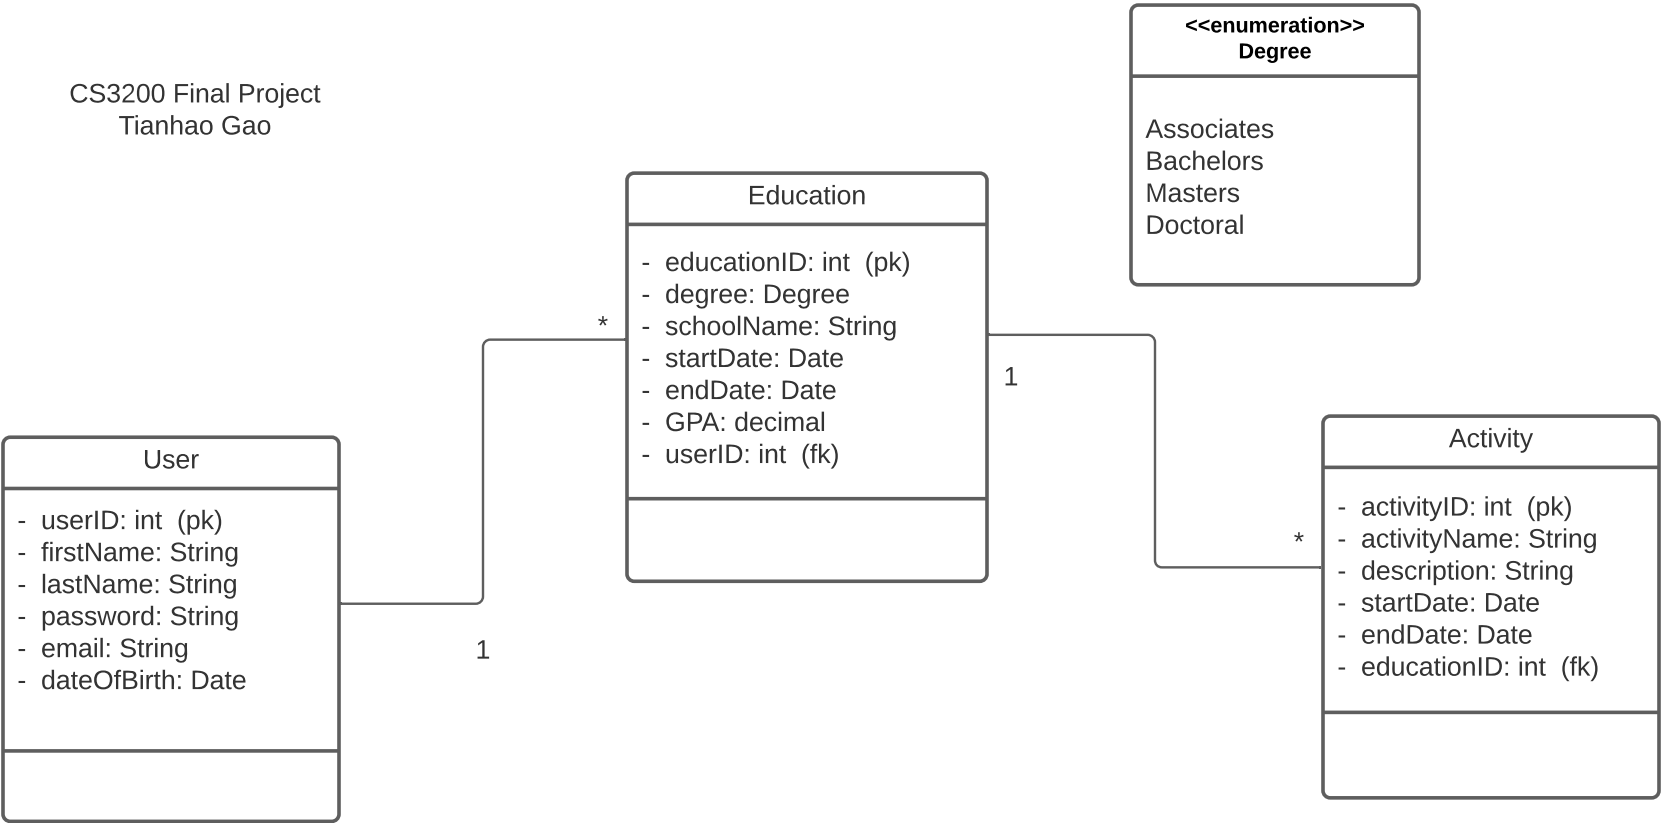 CS3200 Final Project
Tianhao Gao
<<enumeration>>
Degree
Associates
Bachelors
Masters
Doctoral
Education
- educationID: int  (pk)
- degree: Degree
- schoolName: String
- startDate: Date
- endDate: Date
- GPA: decimal
- userID: int  (fk)
*
1
User
- userID: int  (pk)
- firstName: String
- lastName: String
- password: String
- email: String
- dateOfBirth: Date
1
*
Activity
- activityID: int  (pk)
- activityName: String
- description: String
- startDate: Date
- endDate: Date
- educationID: int  (fk)